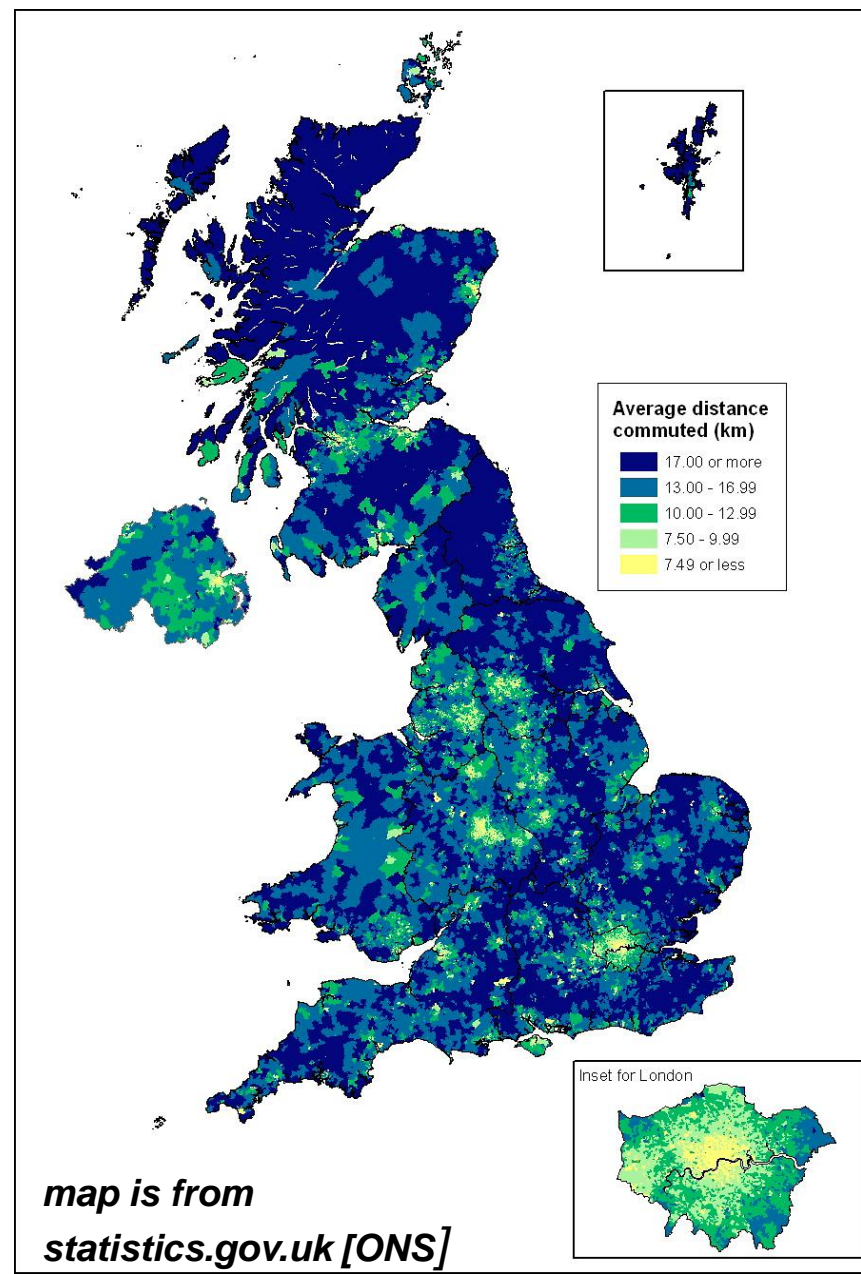 Average distance
commuted (km)
17.00 or more
13.00 - 16.99
10.00 - 12.99
7.50 - 9.99
7.49 or less
Inset for London
map is from
statistics.gov.uk [ONS]